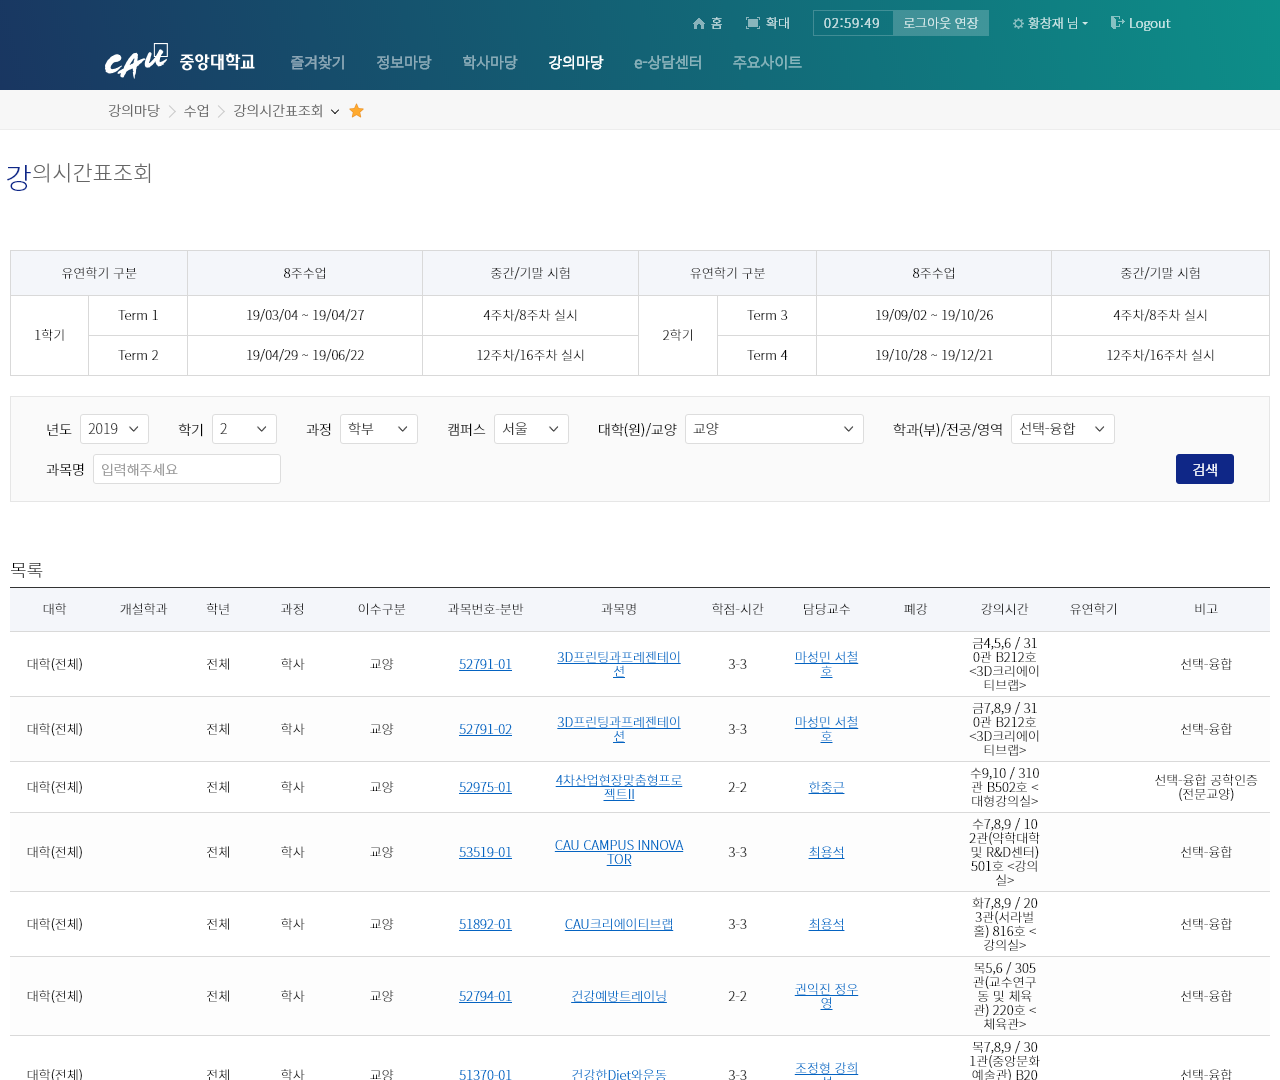 홈 확대 02:59:49 로그아웃 연장 황창재 님 Logout
CAU 중앙대학교 즐겨찾기 정보마당 학사마당 강의마당 e-상담센터 주요사이트
강의마당 수업 강의시간표조회
강의시간표조회
유연학기 구분 8주수업 중간/기말 시험 유연학기 구분 8주수업 중간/기말 시험
1학기 Term 1 19/03/04 ~ 19/04/27 4주차/8주차 실시 2학기 Term 3 19/09/02 ~ 19/10/26 4주차/8주차 실시
Term 2 19/04/29 ~ 19/06/22 12주차/16주차 실시 Term 4 19/10/28 ~ 19/12/21 12주차/16주차 실시
년도 2019 학기 2 과정 학부 캠퍼스 서울 대학(원)/교양 교양 학과(부)/전공/영역 선택-융합
과목명 입력해주세요 검색
목록
대학 개설학과 학년 과정 이수구분 과목번호-분반 과목명 학점-시간 담당교수 폐강 강의시간 유연학기 비고
대학(전체) 전체 학사 교양 52791-01 3D프린팅과프레젠테이
션 3-3 마성민 서철
호 금4,5,6 / 31
0관 B212호
<3D크리에이
티브랩> 선택-융합
대학(전체) 전체 학사 교양 52791-02 3D프린팅과프레젠테이
션 3-3 마성민 서철
호 금7,8,9 / 31
0관 B212호
<3D크리에이
티브랩> 선택-융합
대학(전체) 전체 학사 교양 52975-01 4차산업현장맞춤형프로
젝트II 2-2 한중근 수9,10 / 310
관 B502호 <
대형강의실> 선택-융합 공학인증
(전문교양)
대학(전체) 전체 학사 교양 53519-01 CAU CAMPUS INNOVA
TOR 3-3 최용석 수7,8,9 / 10
2관(약학대학
및 R&D센터)
501호 <강의
실> 선택-융합
대학(전체) 전체 학사 교양 51892-01 CAU크리에이티브랩 3-3 최용석 화7,8,9 / 20
3관(서라벌
홀) 816호 <
강의실> 선택-융합
대학(전체) 전체 학사 교양 52794-01 건강예방트레이닝 2-2 권익진 정우
영 목5,6 / 305
관(교수연구
동 및 체육
관) 220호 <
체육관> 선택-융합
대학(전체) 전체 학사 교양 51370-01 건강한Diet와운동 3-3 조정형 강희
목7,8,9 / 30
1관(중앙문화
예술관) B20 선택-융합